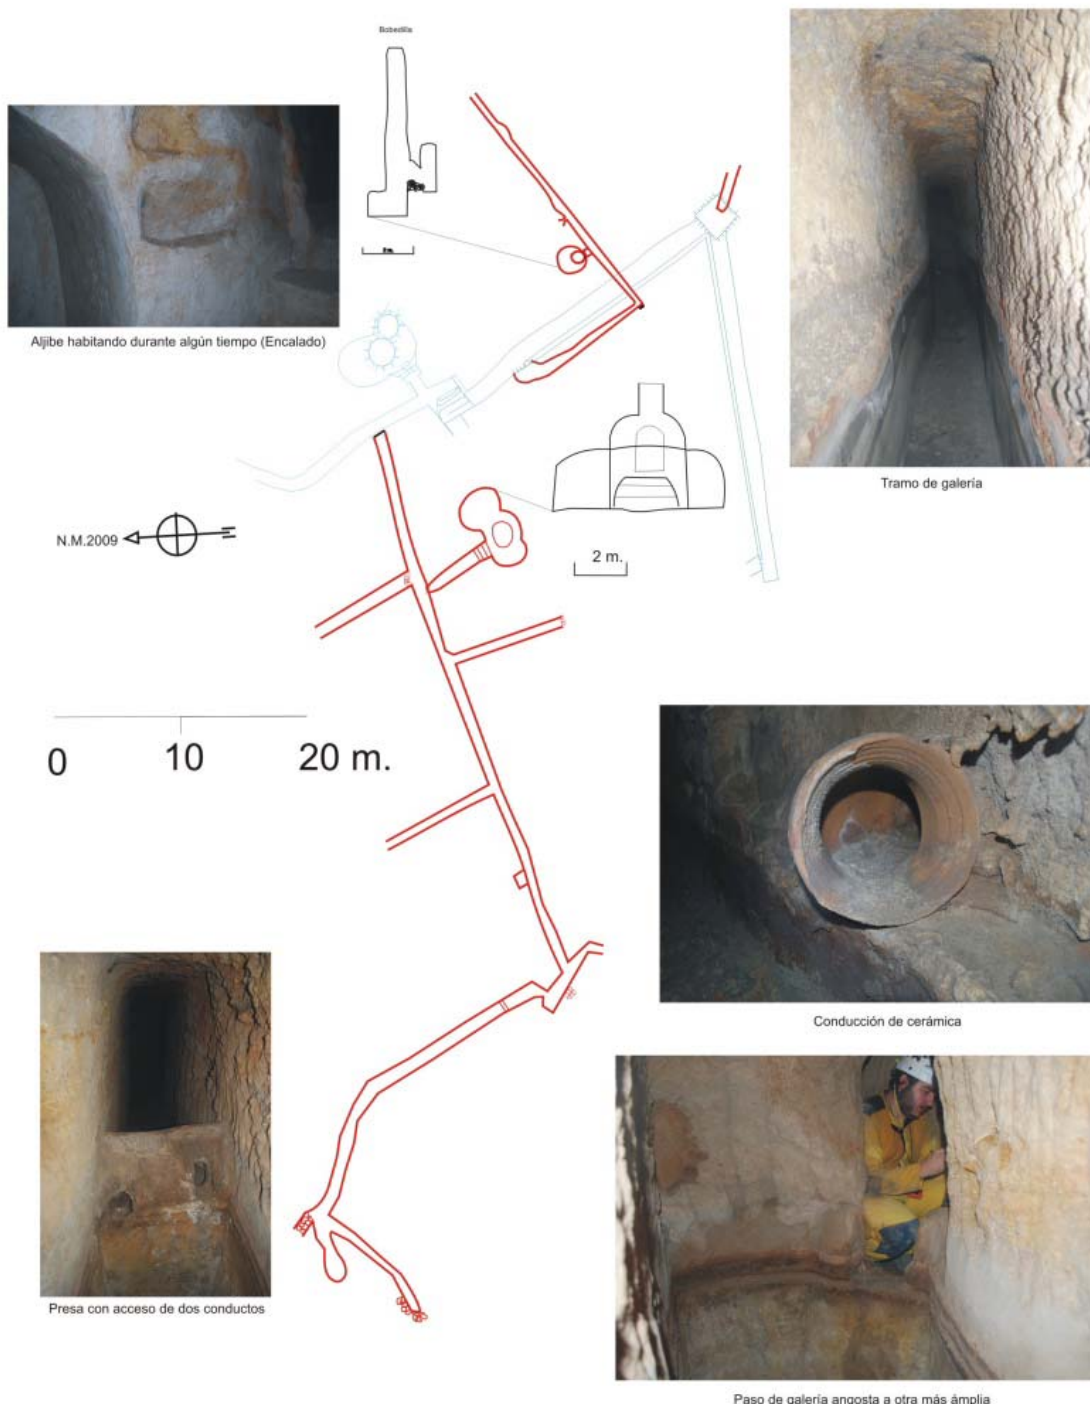 Bobedilla
Aljibe habitando durante algún tiempo (Encalado)
Tramo de galería
2 m.
N.M.2009
0 10 20 m.
Conducción de cerámica
Presa con acceso de dos conductos
Paso de galería angosta a otra más ámplia